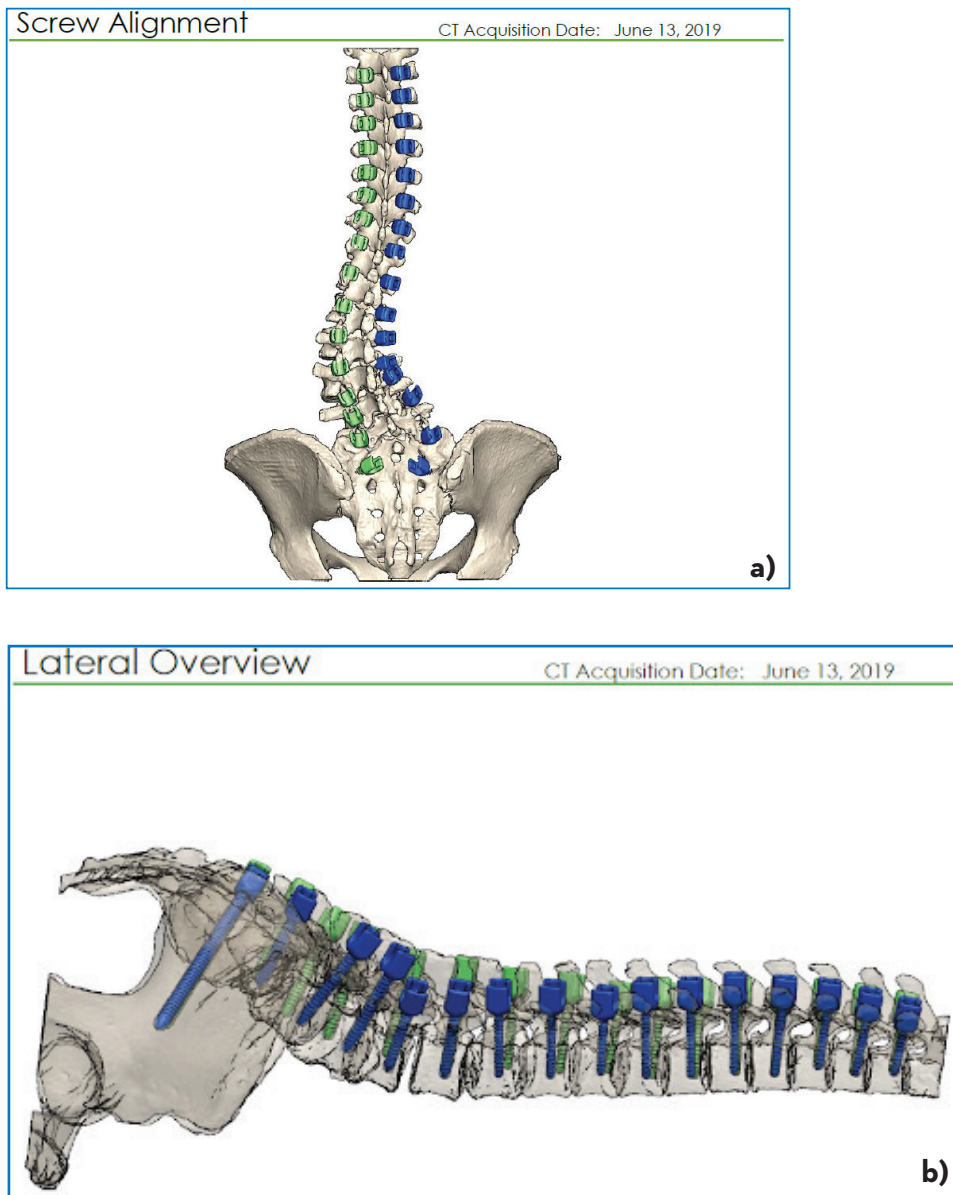 Screw Alignment
CT Acquisition Date: June 13, 2019
a)
Lateral Overview
CT Acquisition Date: June 13, 2019
b)